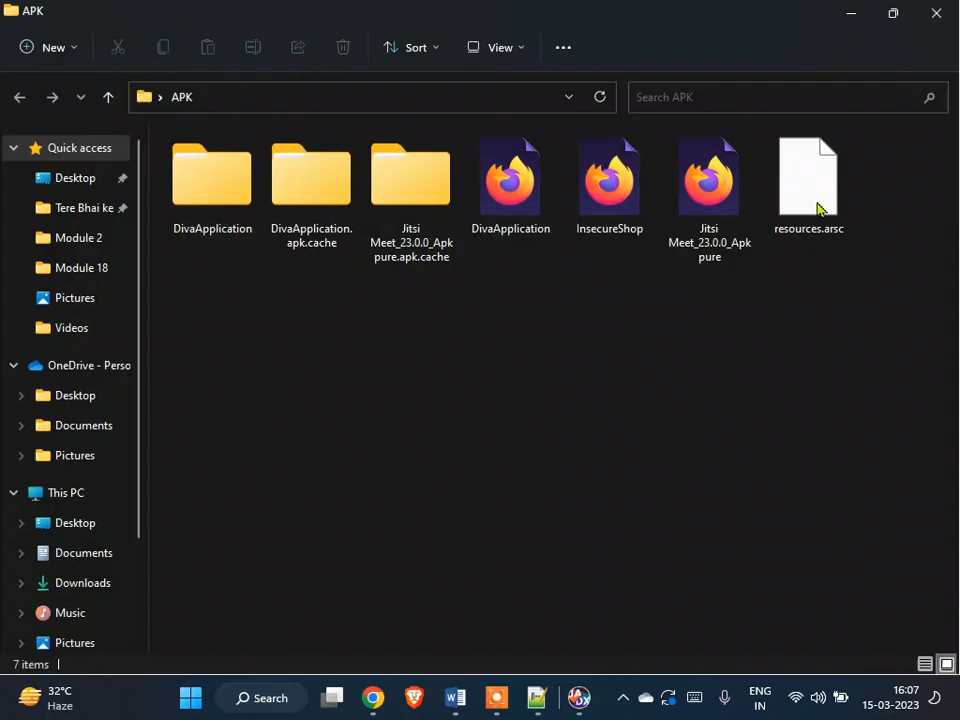 APK
New
Sort
View
APK
Search APK
Quick access
Desktop
Tere Bhai ke
Module 2
Module 18
Pictures
Videos
OneDrive - Perso
Desktop
Documents
Pictures
This PC
Desktop
Documents
Downloads
Music
Pictures
DivaApplication
DivaApplication.
apk.cache
Jitsi
Meet_23.0.0_Apk
pure.apk.cache
DivaApplication
InsecureShop
Jitsi
Meet_23.0.0_Apk
pure
resources.arsc
7 items
32°C
Haze
Search
ENG
IN
16:07
15-03-2023